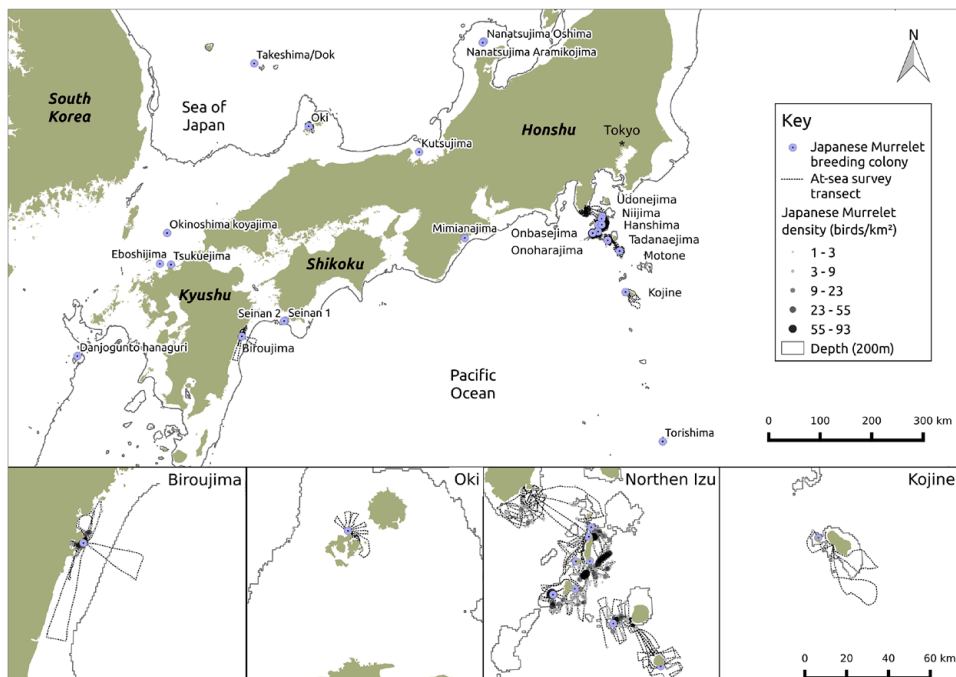 Nanatsujima Oshima
Nanatsujima Aramikojima
Takeshima/Dok
N
South
Korea
Sea of
Japan
Oki
Kutsujima
Honshu
Tokyo
Key
Japanese Murrelet
breeding colony
At-sea survey
transect
Japanese Murrelet
density (birds/km²)
1 - 3
3 - 9
9 - 23
23 - 55
55 - 93
Depth (200m)
Udonejima
Niijima
Hanshima
Onbasejima
Tadanaejima
Onoharajima
Motone
Okinoshima koyajima
Mimianajima
Eboshijima
Tsukuejima
Shikoku
Kyushu
Kojine
Seinan 2
Seinan 1
Biroujima
Danjogunto hanaguri
Pacific
Ocean
Torishima
0 100 200 300 km
Biroujima
Oki
Northen Izu
Kojine
0 20 40 60 km